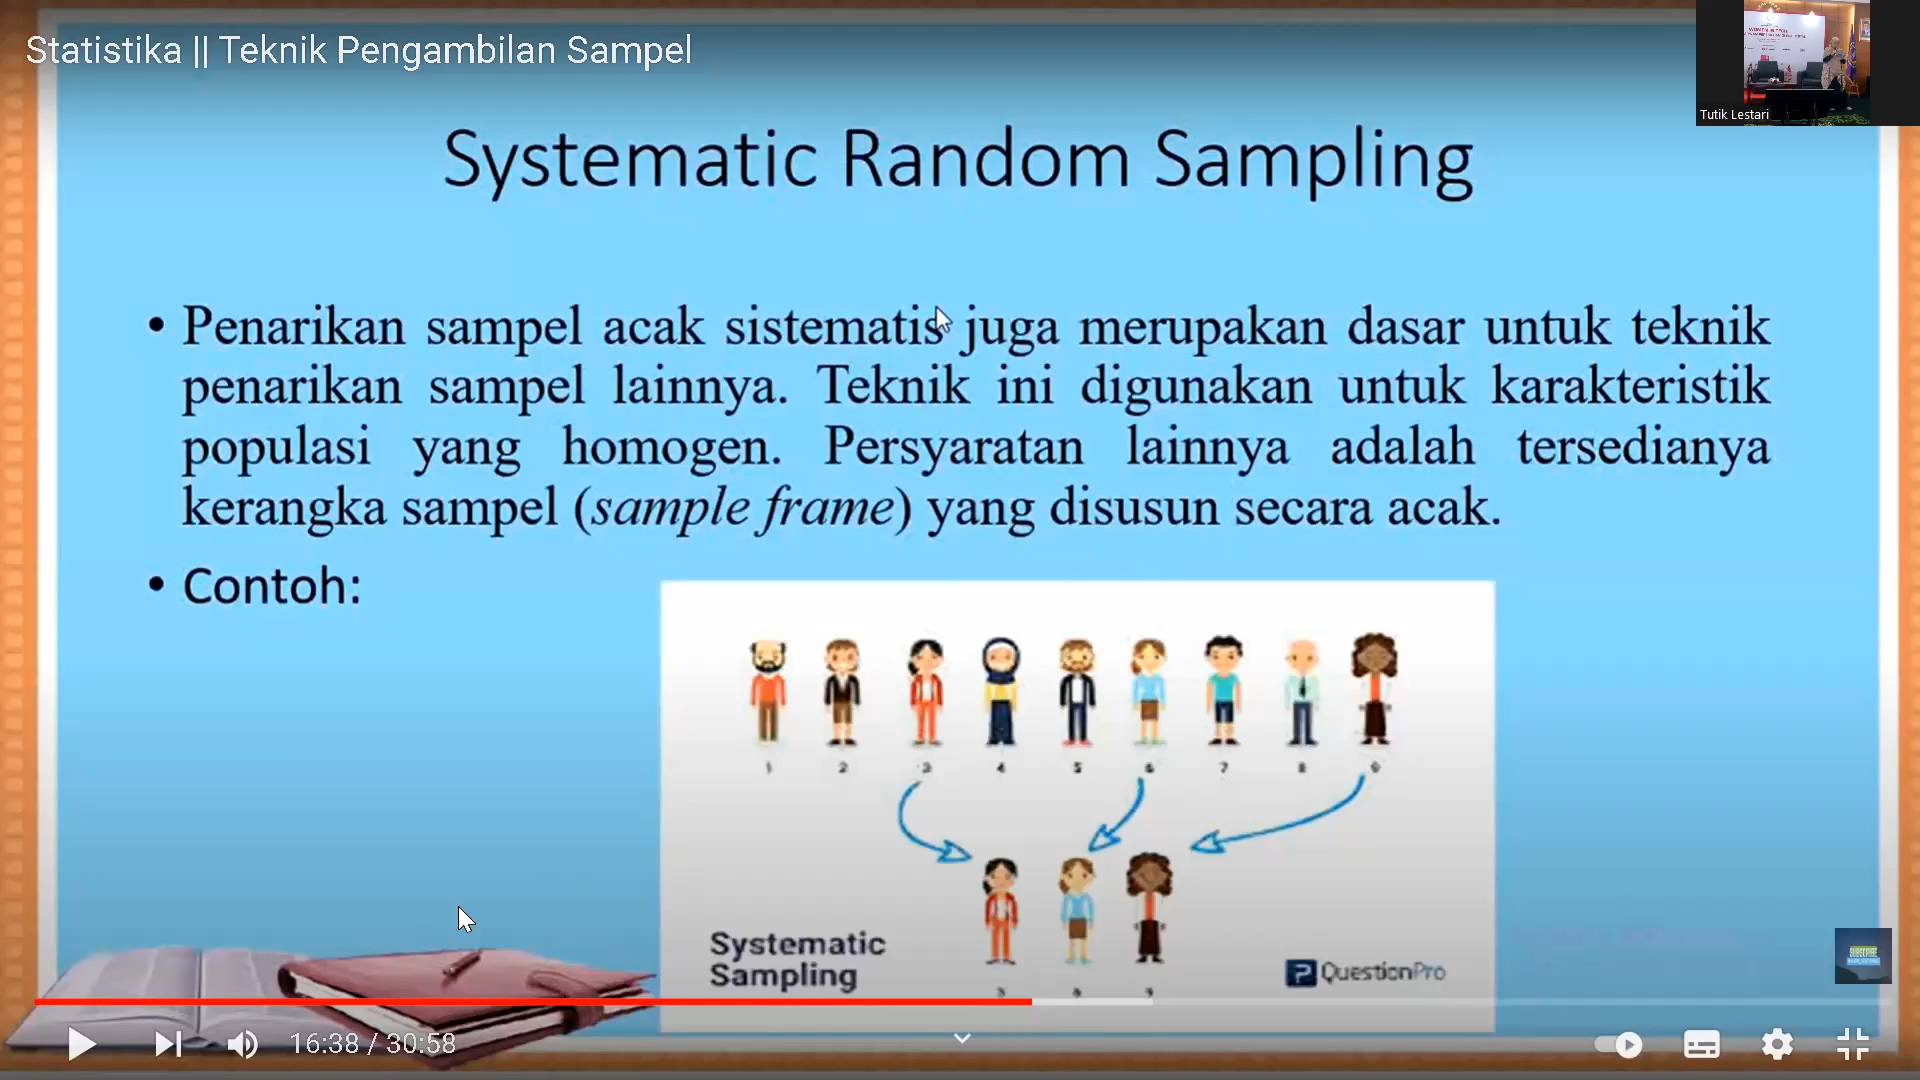 Statistika || Teknik Pengambilan Sampel
Tutik Lestari
Systematic Random Sampling
• Penarikan sampel acak sistematis juga merupakan dasar untuk teknik
penarikan sampel lainnya. Teknik ini digunakan untuk karakteristik
populasi yang homogen. Persyaratan lainnya adalah tersedianya
kerangka sampel (sample frame) yang disusun secara acak.
• Contoh:
1 2 3 4 5 6 7 8 9
Systematic
Sampling
QuestionPro
SUBSCRIBE
16:38 / 30:58